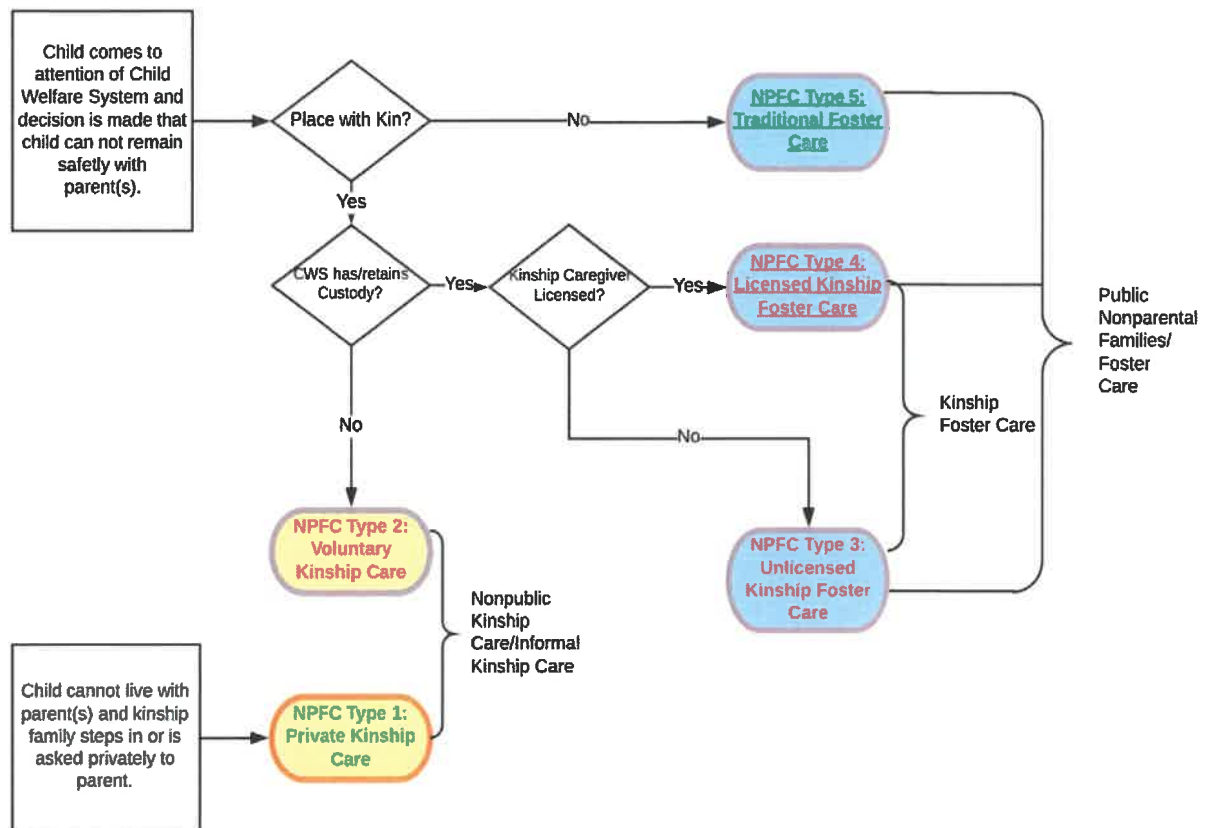 Child comes to
attention of Child
Welfare System and
decision is made that
child can not remain
safetly with
parent(s).
Place with Kin?
No
NPFC Type 5:
Traditional Foster
Care
Yes
CWS has/retains
Custody?
Yes
Kinship Caregiver
Licensed?
Yes
NPFC Type 4:
Licensed Kinship
Foster Care
Public
Nonparental
Families/
Foster
Care
Kinship
Foster Care
No
No
NPFC Type 2:
Voluntary
Kinship Care
NPFC Type 3:
Unlicensed
Kinship Foster
Care
Nonpublic
Kinship
Care/Informal
Kinship Care
Child cannot live with
parent(s) and kinship
family steps in or is
asked privately to
parent.
NPFC Type 1:
Private Kinship
Care